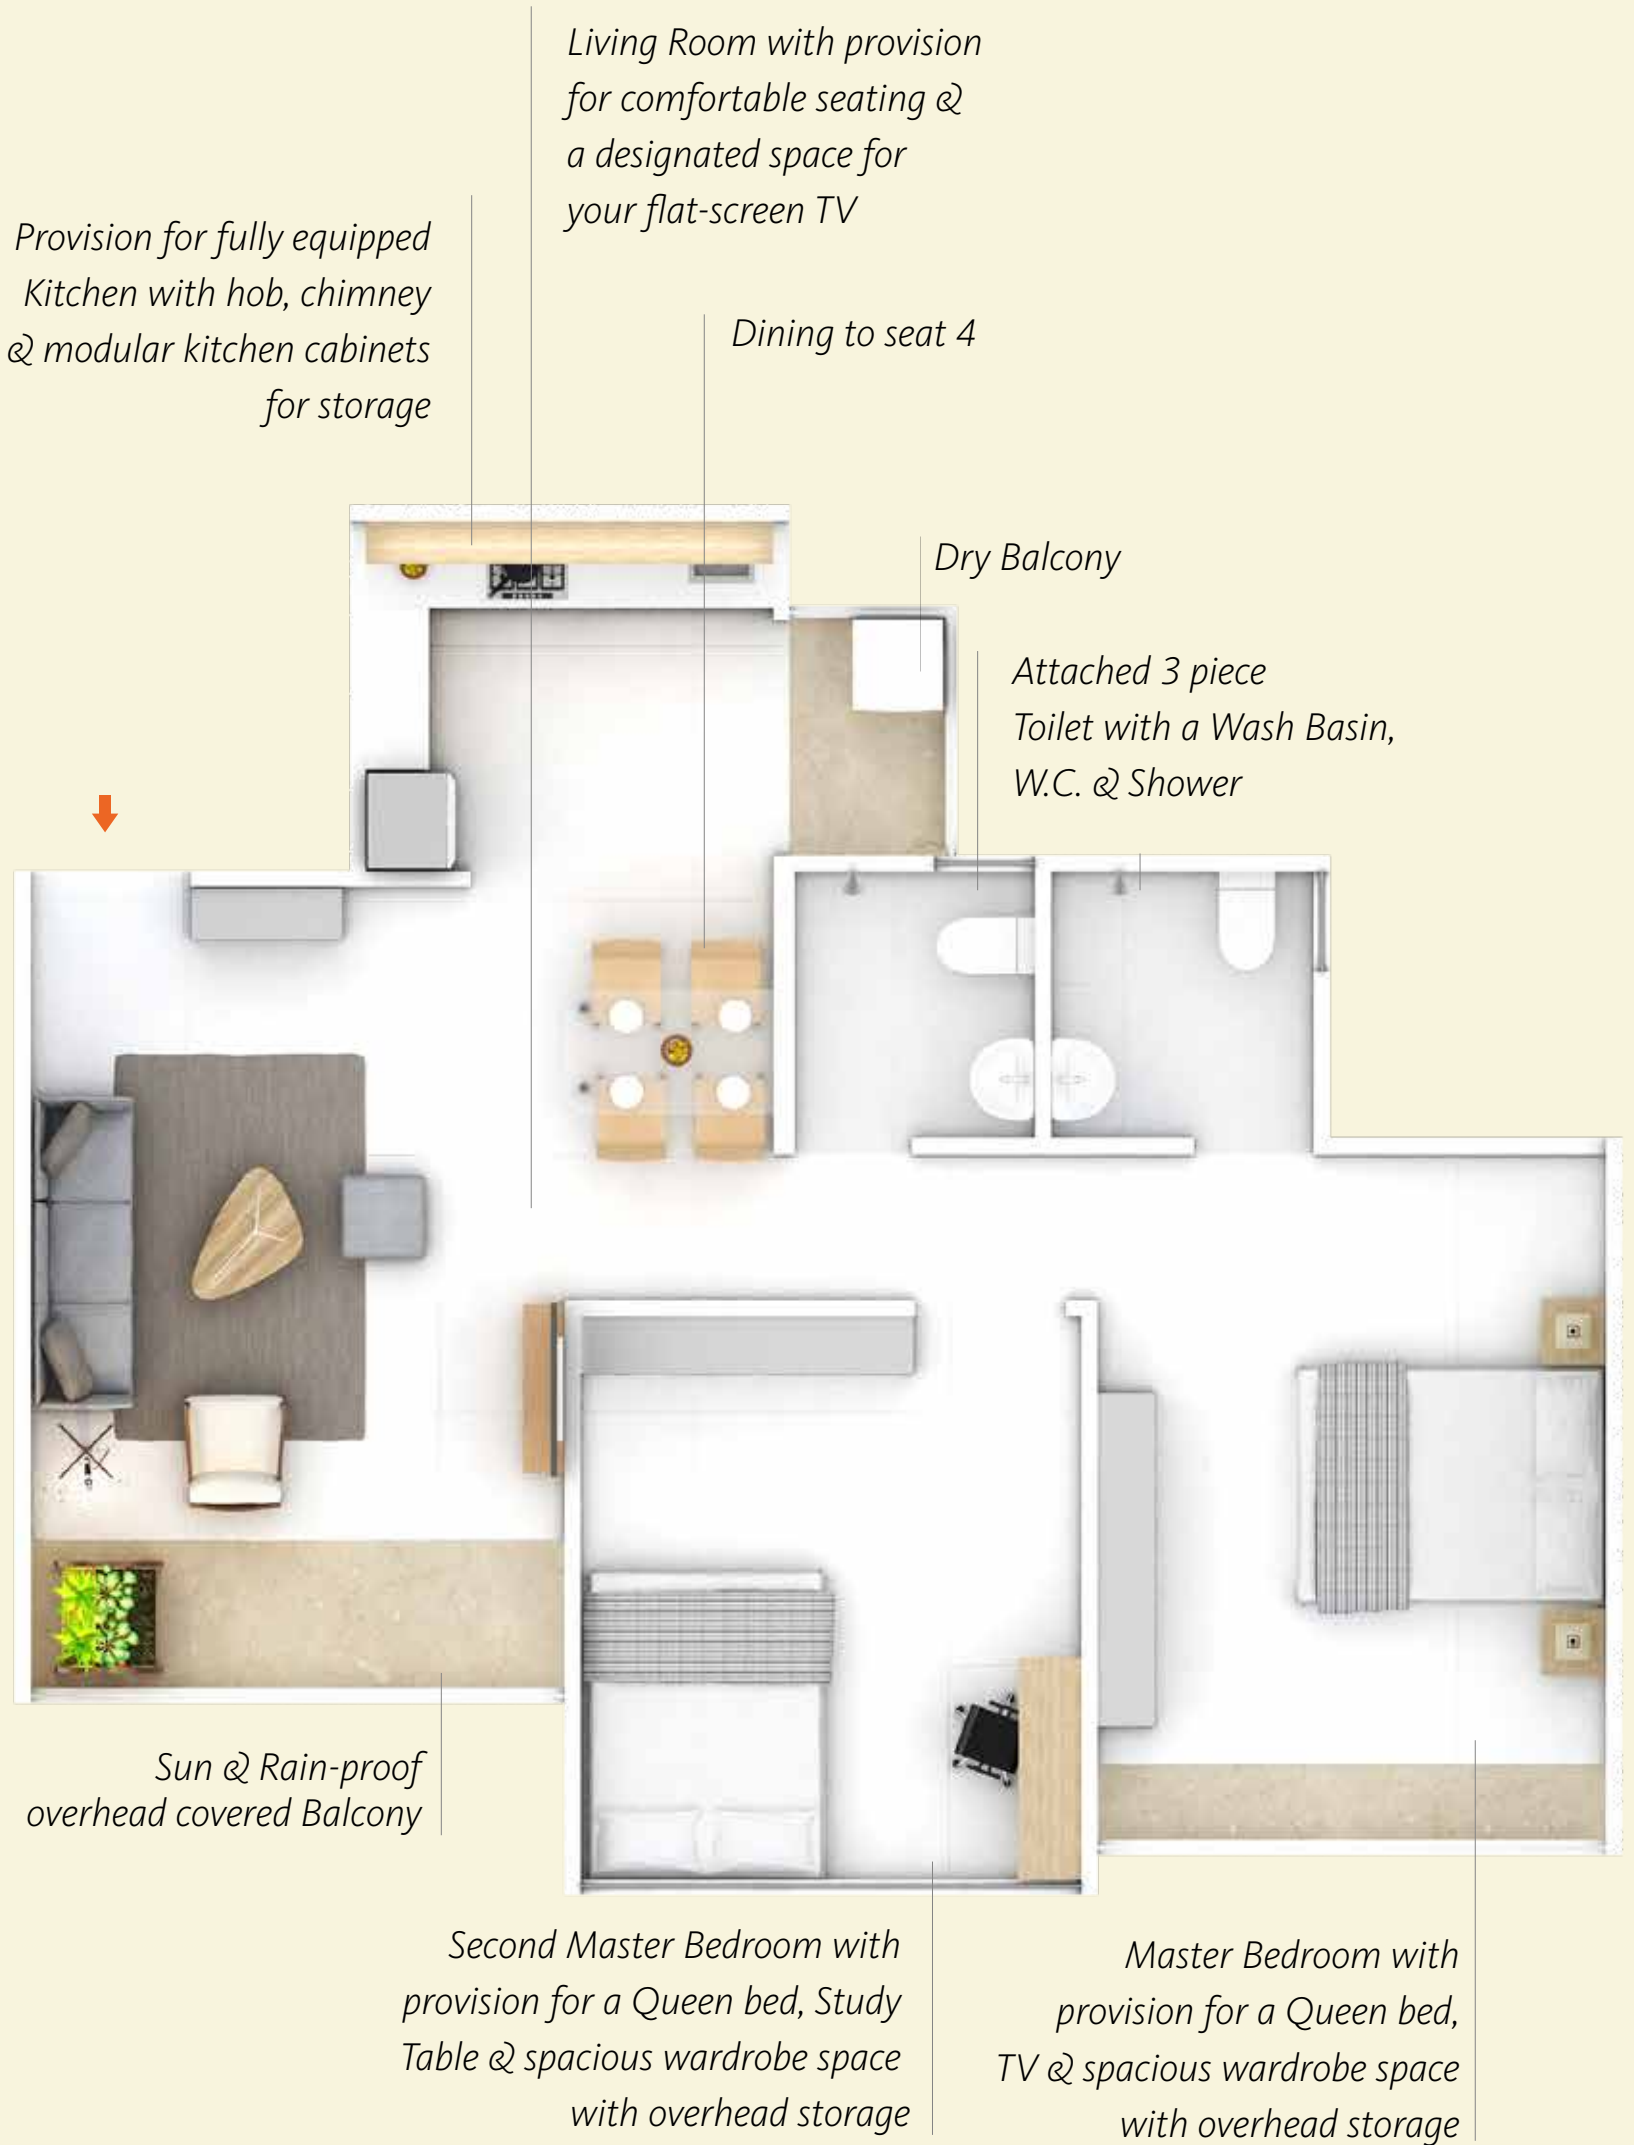 Living Room with provision
for comfortable seating &
a designated space for
your flat-screen TV
Provision for fully equipped
Kitchen with hob, chimney
& modular kitchen cabinets
for storage
Dining to seat 4
Dry Balcony
Attached 3 piece
Toilet with a Wash Basin,
W.C. & Shower
Sun & Rain-proof
overhead covered Balcony
Second Master Bedroom with
provision for a Queen bed, Study
Table & spacious wardrobe space
with overhead storage
Master Bedroom with
provision for a Queen bed,
TV & spacious wardrobe space
with overhead storage